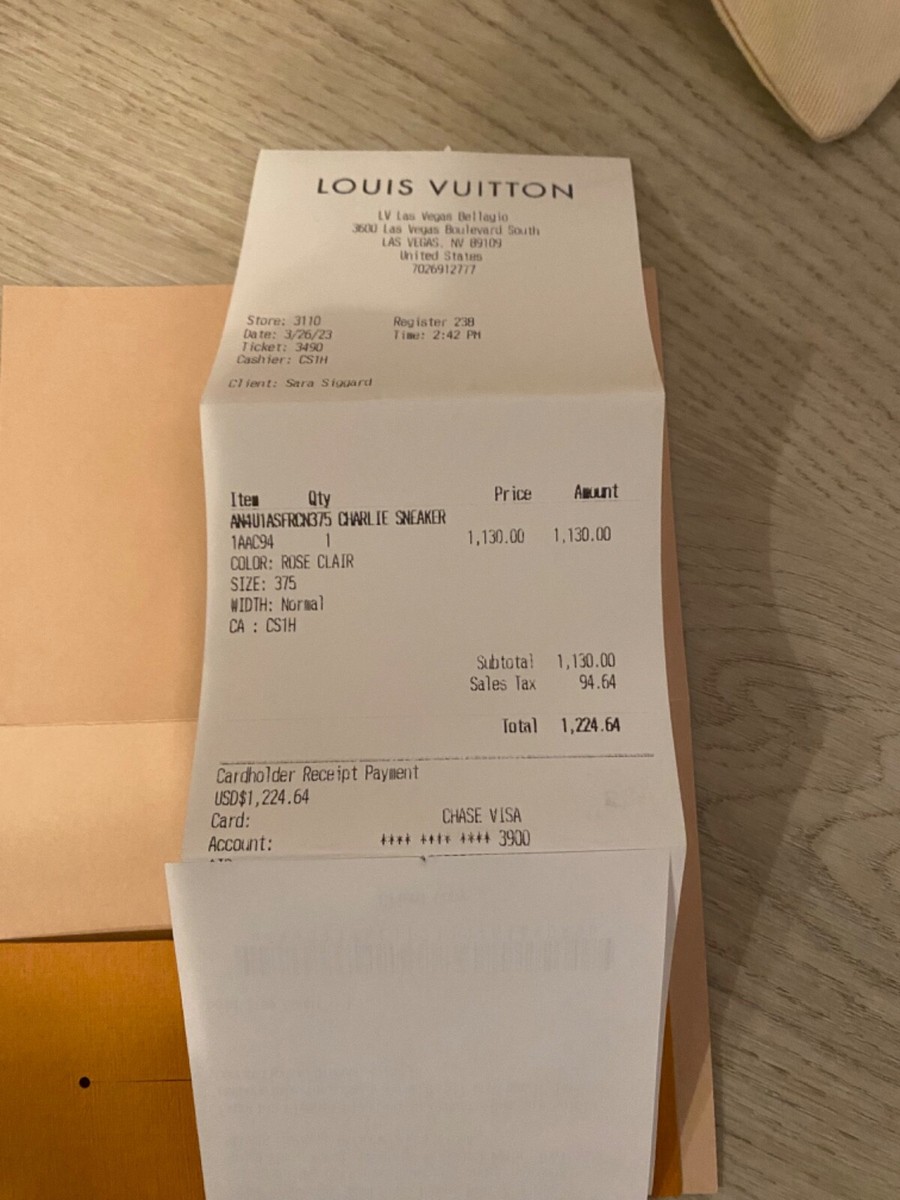 LOUIS VUITTON
LV Las Vegas Bellagio
3600 Las Vegas Boulevard South
LAS VEGAS, NV 89109
United States
7026912777
Store: 3110 Register 238
Date: 3/26/23 Time: 2:42 PM
Ticket: 3490
Cashier: CS1H
Client: Sara Siggard
Item Qty Price Amount
AN4U1ASFRCN375 CHARLIE SNEAKER
1AAC94 1 1,130.00 1,130.00
COLOR: ROSE CLAIR
SIZE: 375
WIDTH: Normal
CA : CS1H
Subtotal 1,130.00
Sales Tax 94.64
Total 1,224.64
Cardholder Receipt Payment
USD$1,224.64
Card: CHASE VISA
Account: **** **** **** 3900